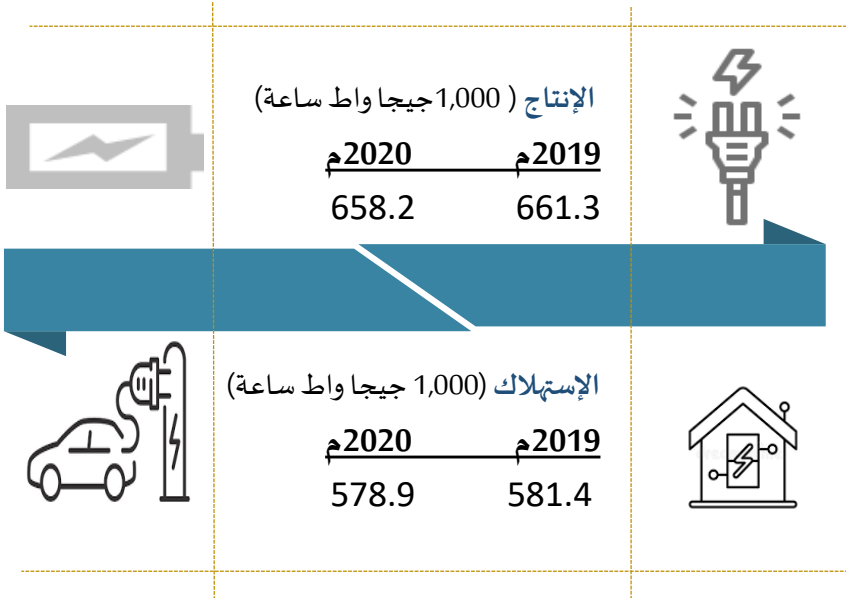 الإنتاج ( 1,000جيجا واط ساعة)
2019م 2020م
661.3 658.2
الإستهلاك (1,000 جيجا واط ساعة)
2019م 2020م
581.4 578.9